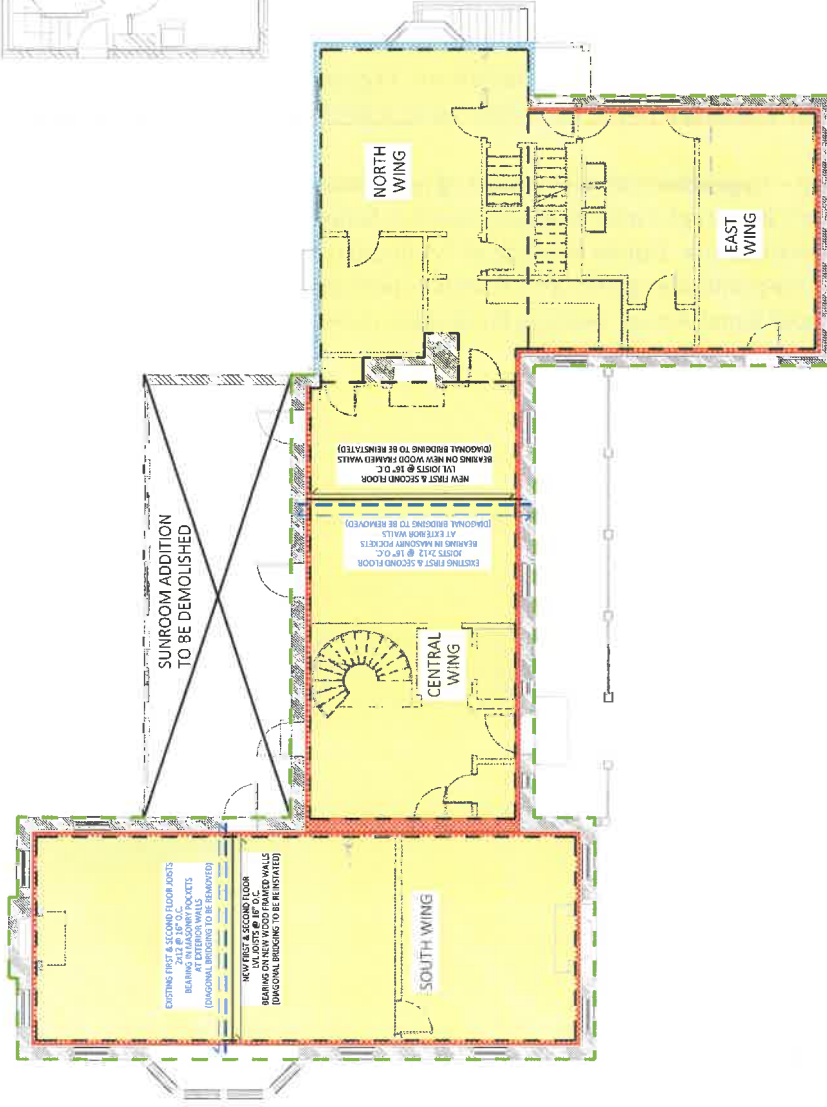 NORTH
WING
EAST
WING
SUNROOM ADDITION
TO BE DEMOLISHED
NEW FIRST & SECOND FLOOR
LVL JOISTS @ 16" O.C.
BEARING ON NEW WOOD FRAMED WALLS
(DIAGONAL BRIDGING TO BE REINSTATED)
EXISTING FIRST & SECOND FLOOR
JOISTS 2x12 @ 16" O.C.
BEARING IN MASONRY POCKETS
AT EXTERIOR WALLS
(DIAGONAL BRIDGING TO BE REMOVED)
CENTRAL
WING
EXISTING FIRST & SECOND FLOOR JOISTS
2x12 @ 16" O.C.
BEARING IN MASONRY POCKETS
AT EXTERIOR WALLS
(DIAGONAL BRIDGING TO BE REMOVED)
NEW FIRST & SECOND FLOOR
LVL JOISTS @ 16" O.C.
BEARING ON NEW WOOD FRAMED WALLS
(DIAGONAL BRIDGING TO BE REINSTATED)
SOUTH WING